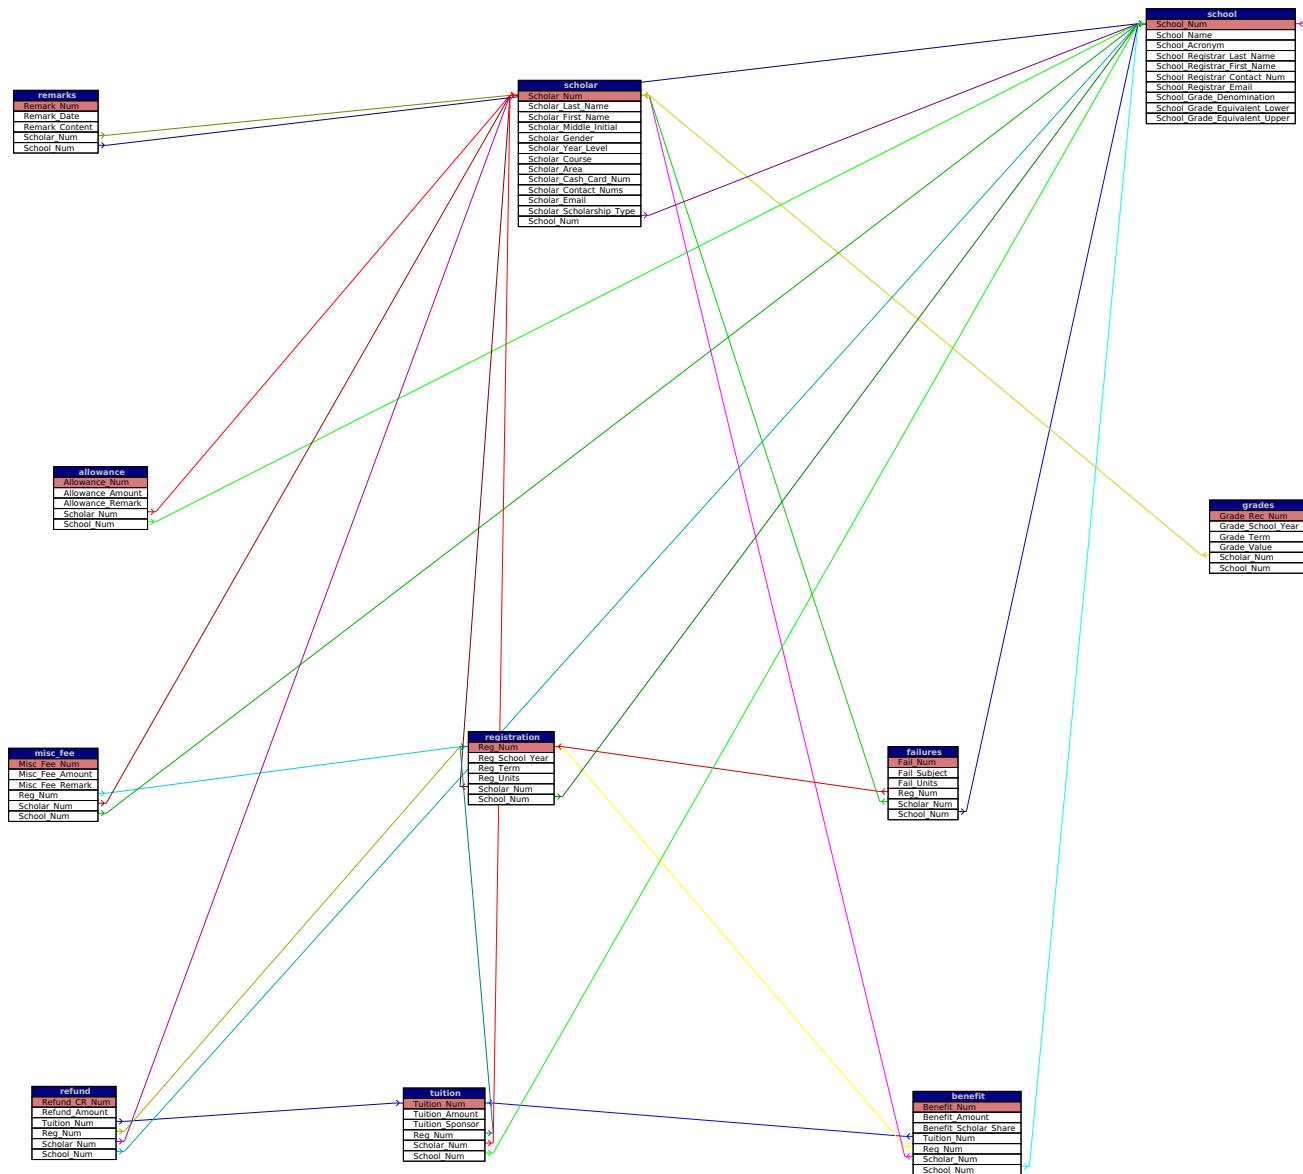 school
School_Num
School_Name
School_Acronym
School_Registrar_Last_Name
School_Registrar_First_Name
School_Registrar_Contact_Num
School_Registrar_Email
School_Grade_Denomination
School_Grade_Equivalent_Lower
School_Grade_Equivalent_Upper
scholar
Scholar_Num
Scholar_Last_Name
Scholar_First_Name
Scholar_Middle_Initial
Scholar_Gender
Scholar_Year_Level
Scholar_Course
Scholar_Area
Scholar_Cash_Card_Num
Scholar_Contact_Nums
Scholar_Email
Scholar_Scholarship_Type
School_Num
remarks
Remark_Num
Remark_Date
Remark_Content
Scholar_Num
School_Num
allowance
Allowance_Num
Allowance_Amount
Allowance_Remark
Scholar_Num
School_Num
grades
Grade_Rec_Num
Grade_School_Year
Grade_Term
Grade_Value
Scholar_Num
School_Num
misc_fee
Misc_Fee_Num
Misc_Fee_Amount
Misc_Fee_Remark
Reg_Num
Scholar_Num
School_Num
registration
Reg_Num
Reg_School_Year
Reg_Term
Reg_Units
Scholar_Num
School_Num
failures
Fail_Num
Fail_Subject
Fail_Units
Reg_Num
Scholar_Num
School_Num
refund
Refund_CR_Num
Refund_Amount
Tuition_Num
Reg_Num
Scholar_Num
School_Num
tuition
Tuition_Num
Tuition_Amount
Tuition_Sponsor
Reg_Num
Scholar_Num
School_Num
benefit
Benefit_Num
Benefit_Amount
Benefit_Scholar_Share
Tuition_Num
Reg_Num
Scholar_Num
School_Num